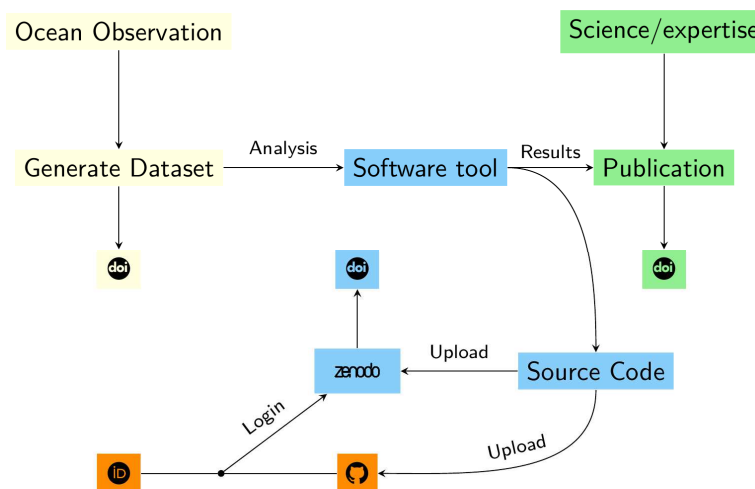 Ocean Observation
Science/expertise
Generate Dataset
Analysis
Software tool
Results
Publication
doi
doi
doi
zenodo
Upload
Source Code
Login
Upload
iD